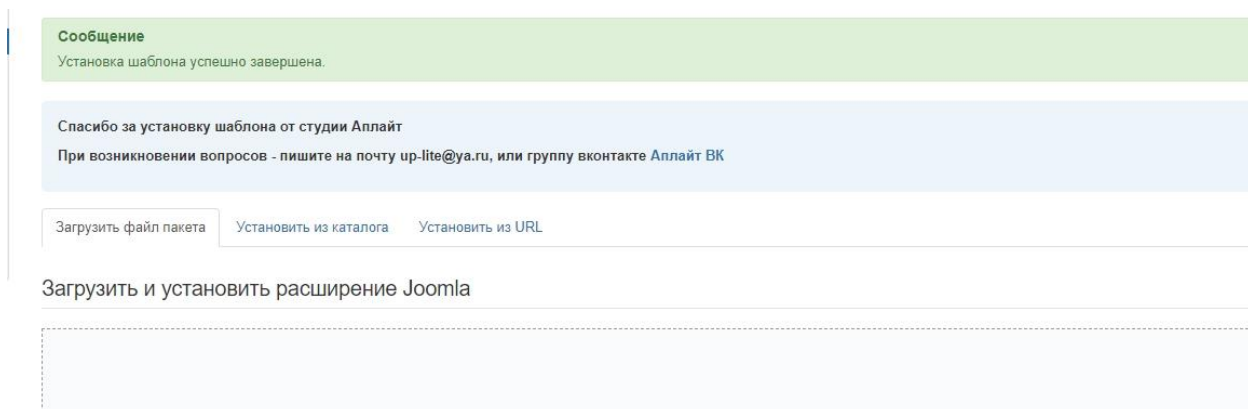 Сообщение
Установка шаблона успешно завершена.
Спасибо за установку шаблона от студии Аплайт
При возникновении вопросов - пишите на почту up-lite@ya.ru, или группу вконтакте Аплайт ВК
Загрузить файл пакета Установить из каталога Установить из URL
Загрузить и установить расширение Joomla